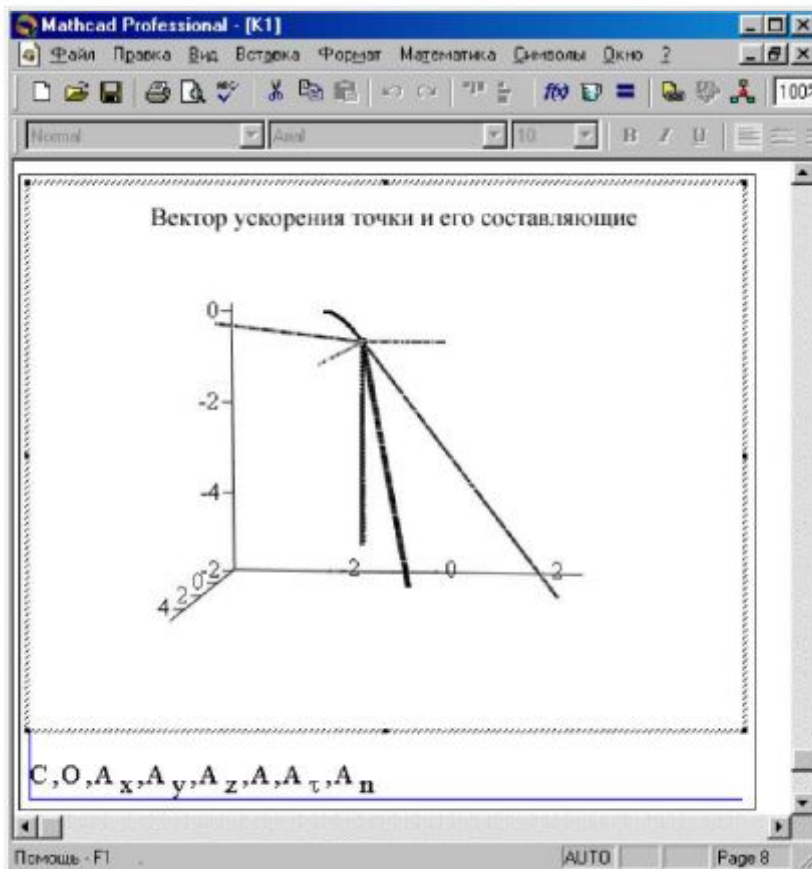 Mathcad Professional - [K1]
Файл Правка Вид Вставка Формат Математика Символы Окно ?
f(x) 100%
Normal Arial 10 B I U
Вектор ускорения точки и его составляющие
0
-2
-4
-2 -2 0 2
0
2
4
C ,O ,A x ,A y ,A z ,A ,A τ ,A n
Помощь - F1 AUTO Page 8